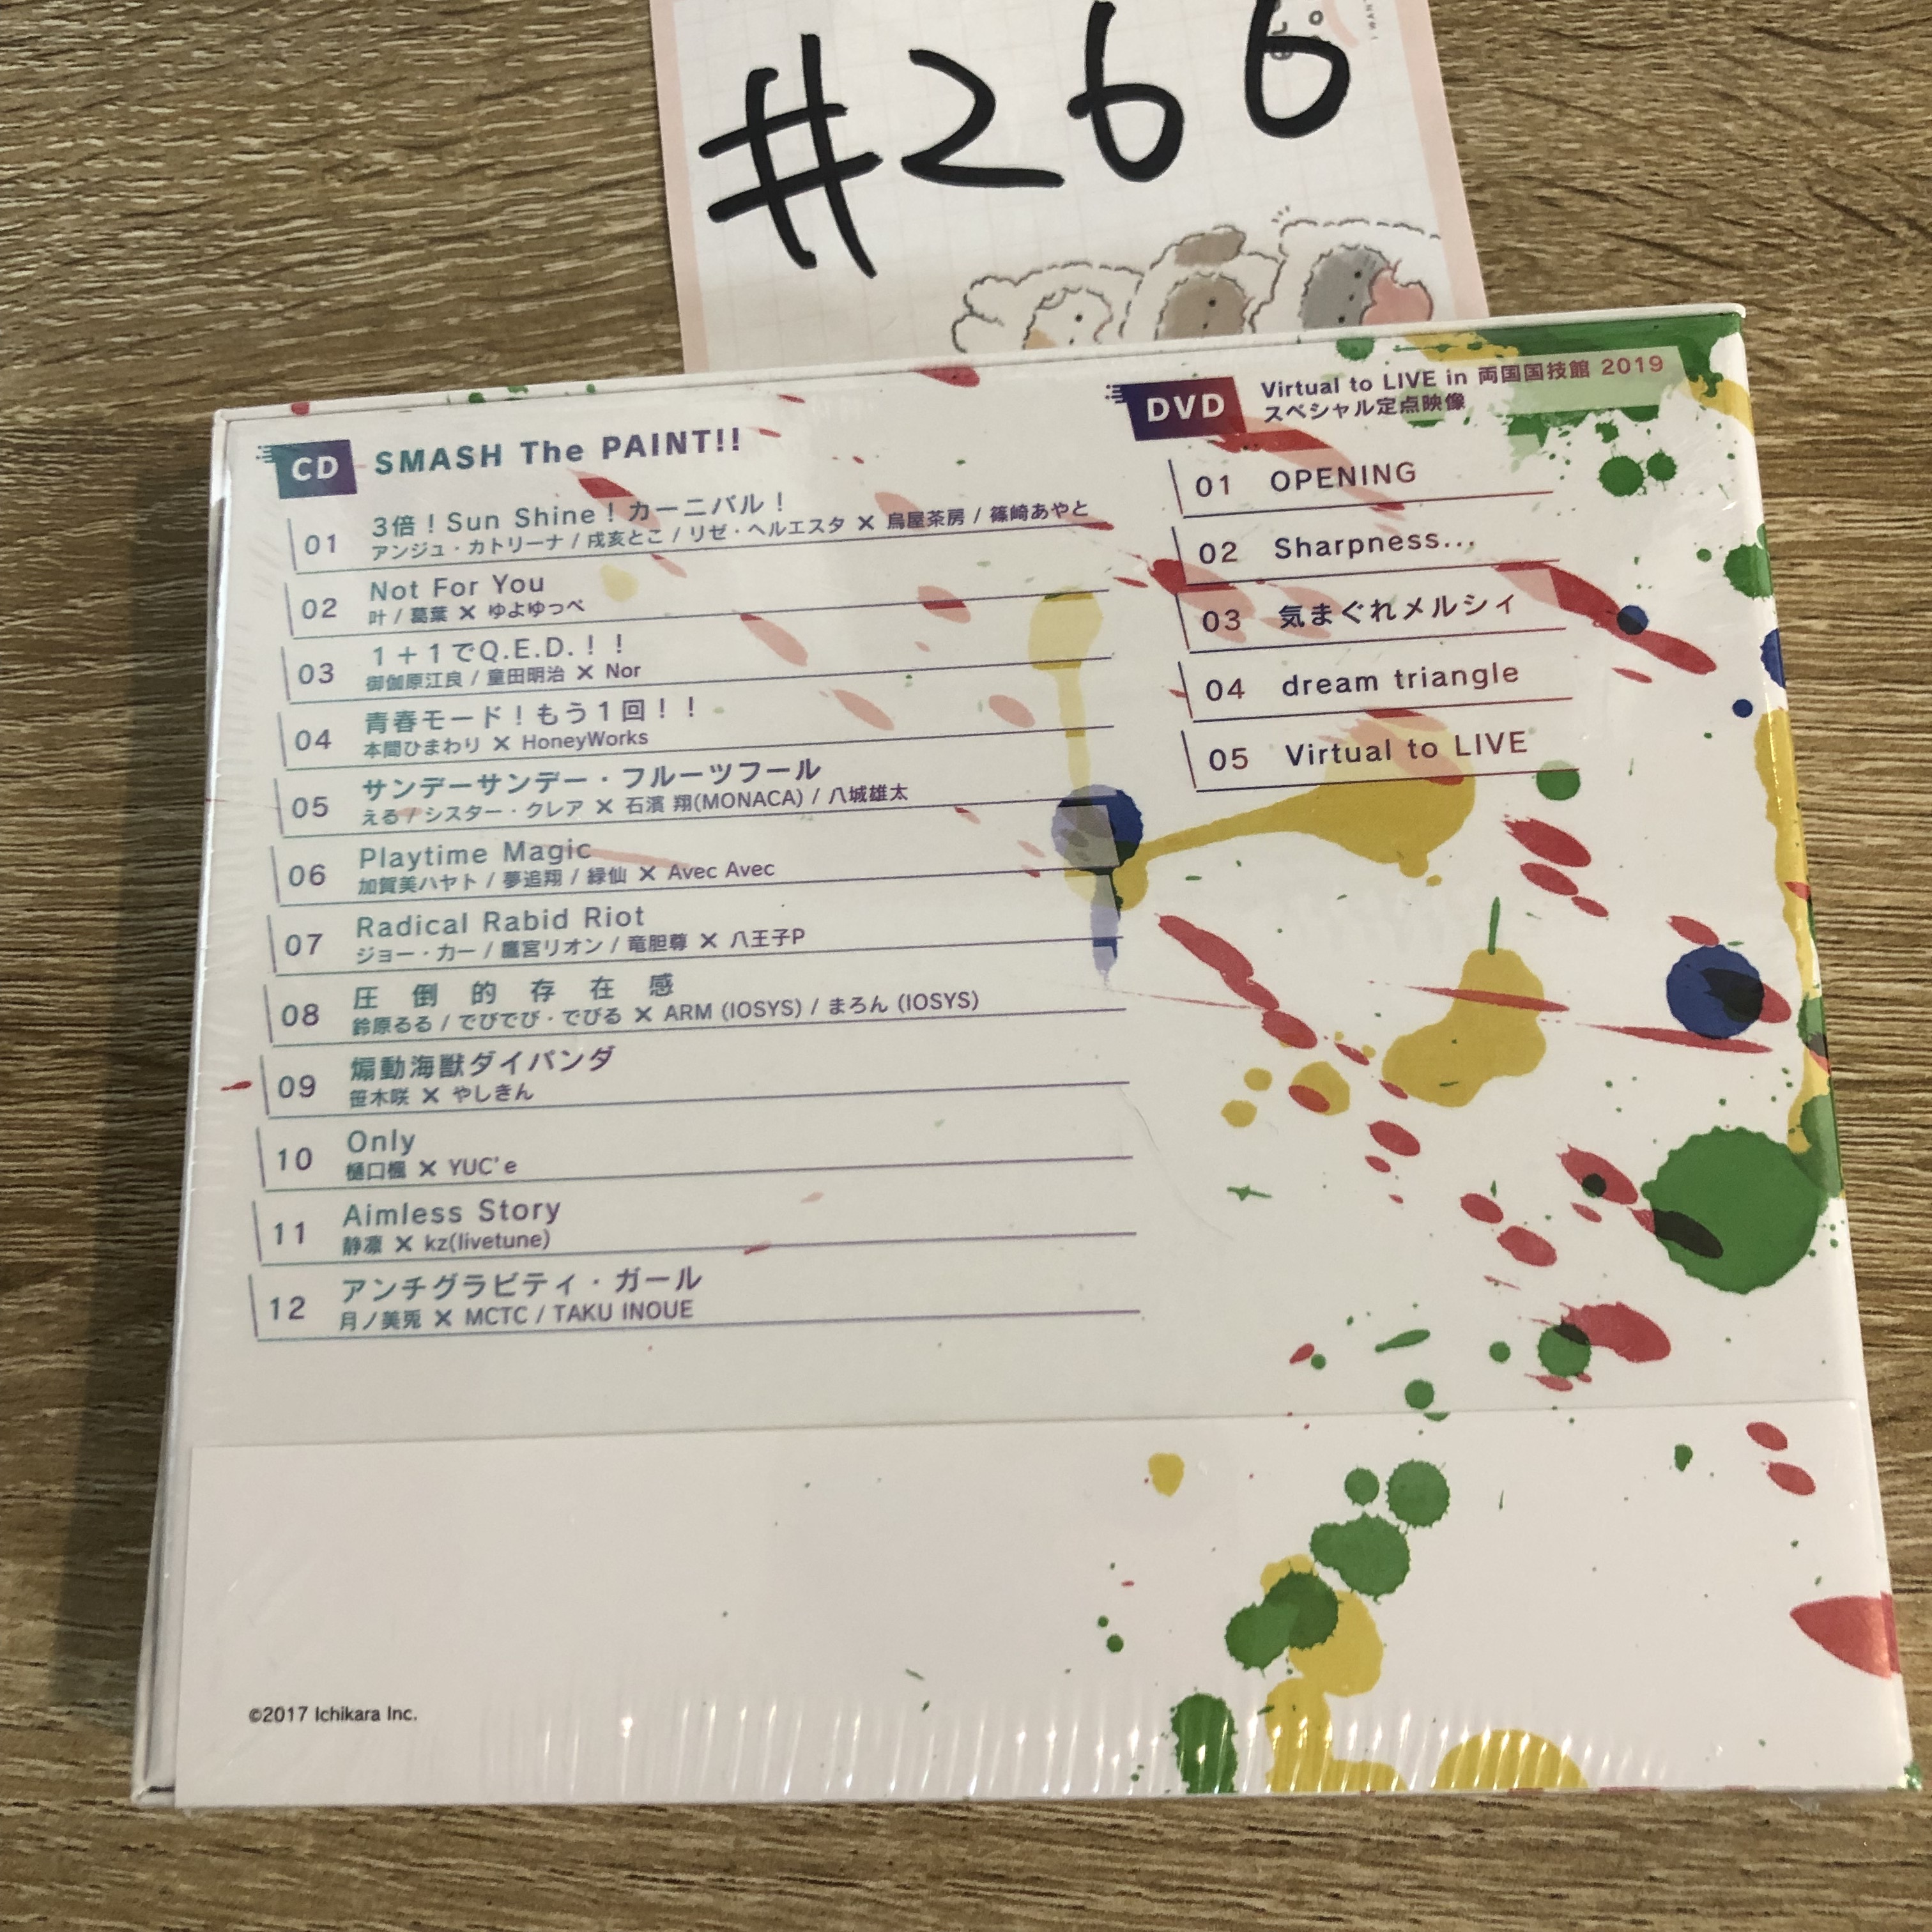 #266
CD SMASH The PAINT!!
01 3倍！Sun Shine！カーニバル！
アンジュ・カトリーナ / 戌亥とこ / リゼ・ヘルエスタ × 鳥屋茶房 / 篠崎あやと
02 Not For You
叶 / 葛葉 × ゆよゆっぺ
03 1＋1でQ.E.D.！！
御伽原江良 / 童田明治 × Nor
04 青春モード！もう1回！！
本間ひまわり × HoneyWorks
05 サンデーサンデー・フルーツフール
える / シスター・クレア × 石濱 翔(MONACA) / 八城雄太
06 Playtime Magic
加賀美ハヤト / 夢追翔 / 緑仙 × Avec Avec
07 Radical Rabid Riot
ジョー・力一 / 鷹宮リオン / 竜胆尊 × 八王子P
08 圧倒的存在感
鈴原るる / でびでび・でびる × ARM (IOSYS) / まろん (IOSYS)
09 煽動海獣ダイパンダ
笹木咲 × やしきん
10 Only
樋口楓 × YUC'e
11 Aimless Story
静凛 × kz(livetune)
12 アンチグラビティ・ガール
月ノ美兎 × MCTC / TAKU INOUE
DVD Virtual to LIVE in 両国国技館 2019
スペシャル定点映像
01 OPENING
02 Sharpness...
03 気まぐれメルシィ
04 dream triangle
05 Virtual to LIVE
©2017 Ichikara Inc.